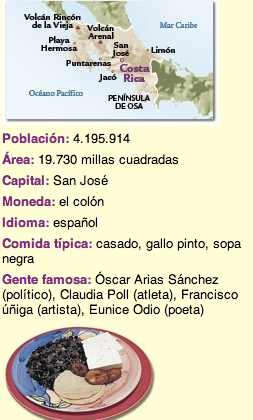 Volcán Rincón
de la Vieja
Volcán
Arenal
Mar Caribe
Playa
Hermosa
San
José
Limón
Puntarenas
Costa
Rica
Jacó
Océano Pacífico
PENÍNSULA
DE OSA
Población: 4.195.914
Área: 19.730 millas cuadradas
Capital: San José
Moneda: el colón
Idioma: español
Comida típica: casado, gallo pinto, sopa
negra
Gente famosa: Óscar Arias Sánchez
(político), Claudia Poll (atleta), Francisco
úñiga (artista), Eunice Odio (poeta)